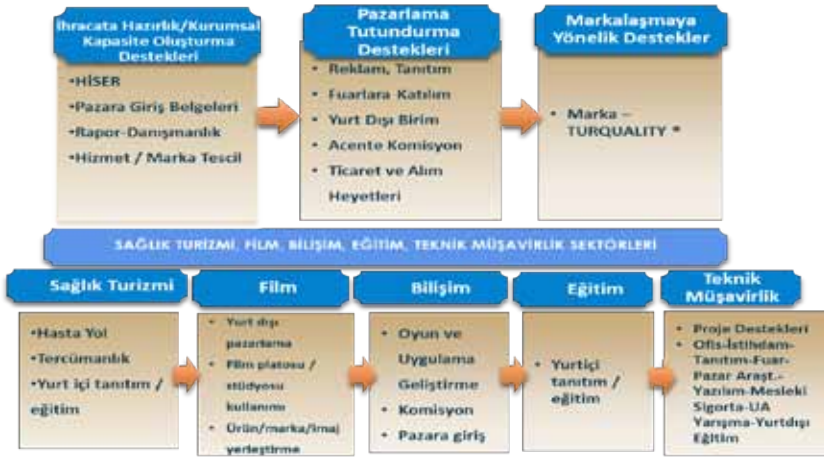 İhracata Hazırlık/Kurumsal
Kapasite Oluşturma
Destekleri
•HİSER
•Pazara Giriş Belgeleri
•Rapor-Danışmanlık
•Hizmet / Marka Tescil
Pazarlama
Tutundurma
Destekleri
• Reklam, Tanıtım
• Fuarlara Katılım
• Yurt Dışı Birim
• Acente Komisyon
• Ticaret ve Alım
Heyetleri
Markalaşmaya
Yönelik Destekler
• Marka –
TURQUALITY *
SAĞLIK TURİZMİ, FİLM, BİLİŞİM, EĞİTİM, TEKNİK MÜŞAVİRLİK SEKTÖRLERİ
Sağlık Turizmi
•Hasta Yol
•Tercümanlık
•Yurt içi tanıtım /
eğitim
Film
• Yurt dışı
pazarlama
• Film platosu /
stüdyosu
kullanımı
• Ürün/marka/imaj
yerleştirme
Bilişim
• Oyun ve
Uygulama
Geliştirme
• Komisyon
• Pazara giriş
Eğitim
• Yurtiçi
tanıtım /
eğitim
Teknik
Müşavirlik
• Proje Destekleri
• Ofis-İstihdam-
Tanıtım-Fuar-
Pazar Araşt.-
Yazılım-Mesleki
Sigorta-UA
Yarışma-Yurtdışı
Eğitim